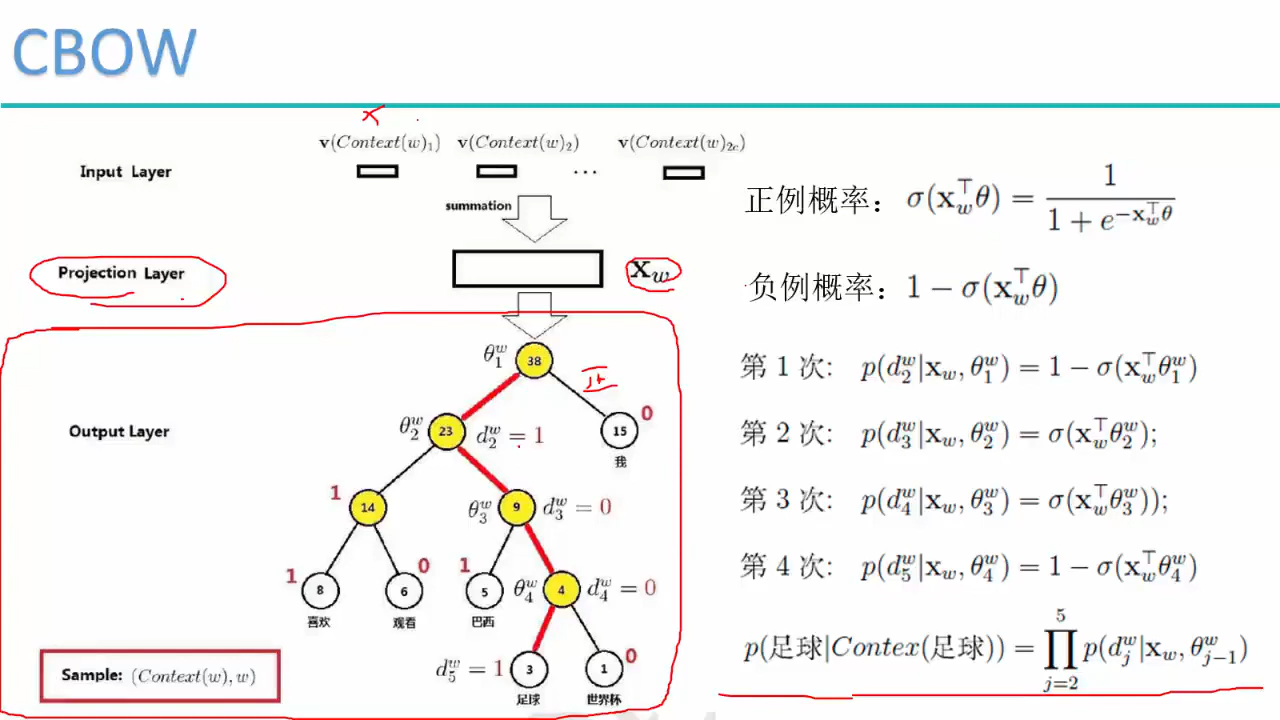 CBOW
x
v(Context(w)₁) v(Context(w)₂) v(Context(w)₂c)
Input Layer
...
summation
Projection Layer
x_w
θ₁^w
38
正
θ₂^w
23
d₂^w = 1
15
0
我
Output Layer
1
14
θ₃^w
9
d₃^w = 0
1
8
6
0
1
5
θ₄^w
4
d₄^w = 0
喜欢
观看
巴西
d₅^w = 1
3
1
0
足球
世界杯
Sample: (Context(w), w)
正例概率： σ(x_w^⊤θ) = 1 / (1 + e^{−x_w^⊤θ})
负例概率： 1 − σ(x_w^⊤θ)
第 1 次: p(d₂^w|x_w, θ₁^w) = 1 − σ(x_w^⊤θ₁^w)
第 2 次: p(d₃^w|x_w, θ₂^w) = σ(x_w^⊤θ₂^w);
第 3 次: p(d₄^w|x_w, θ₃^w) = σ(x_w^⊤θ₃^w));
第 4 次: p(d₅^w|x_w, θ₄^w) = 1 − σ(x_w^⊤θ₄^w)
p(足球|Contex(足球)) = ∏_{j=2}^{5} p(d_j^w|x_w, θ_{j−1}^w)